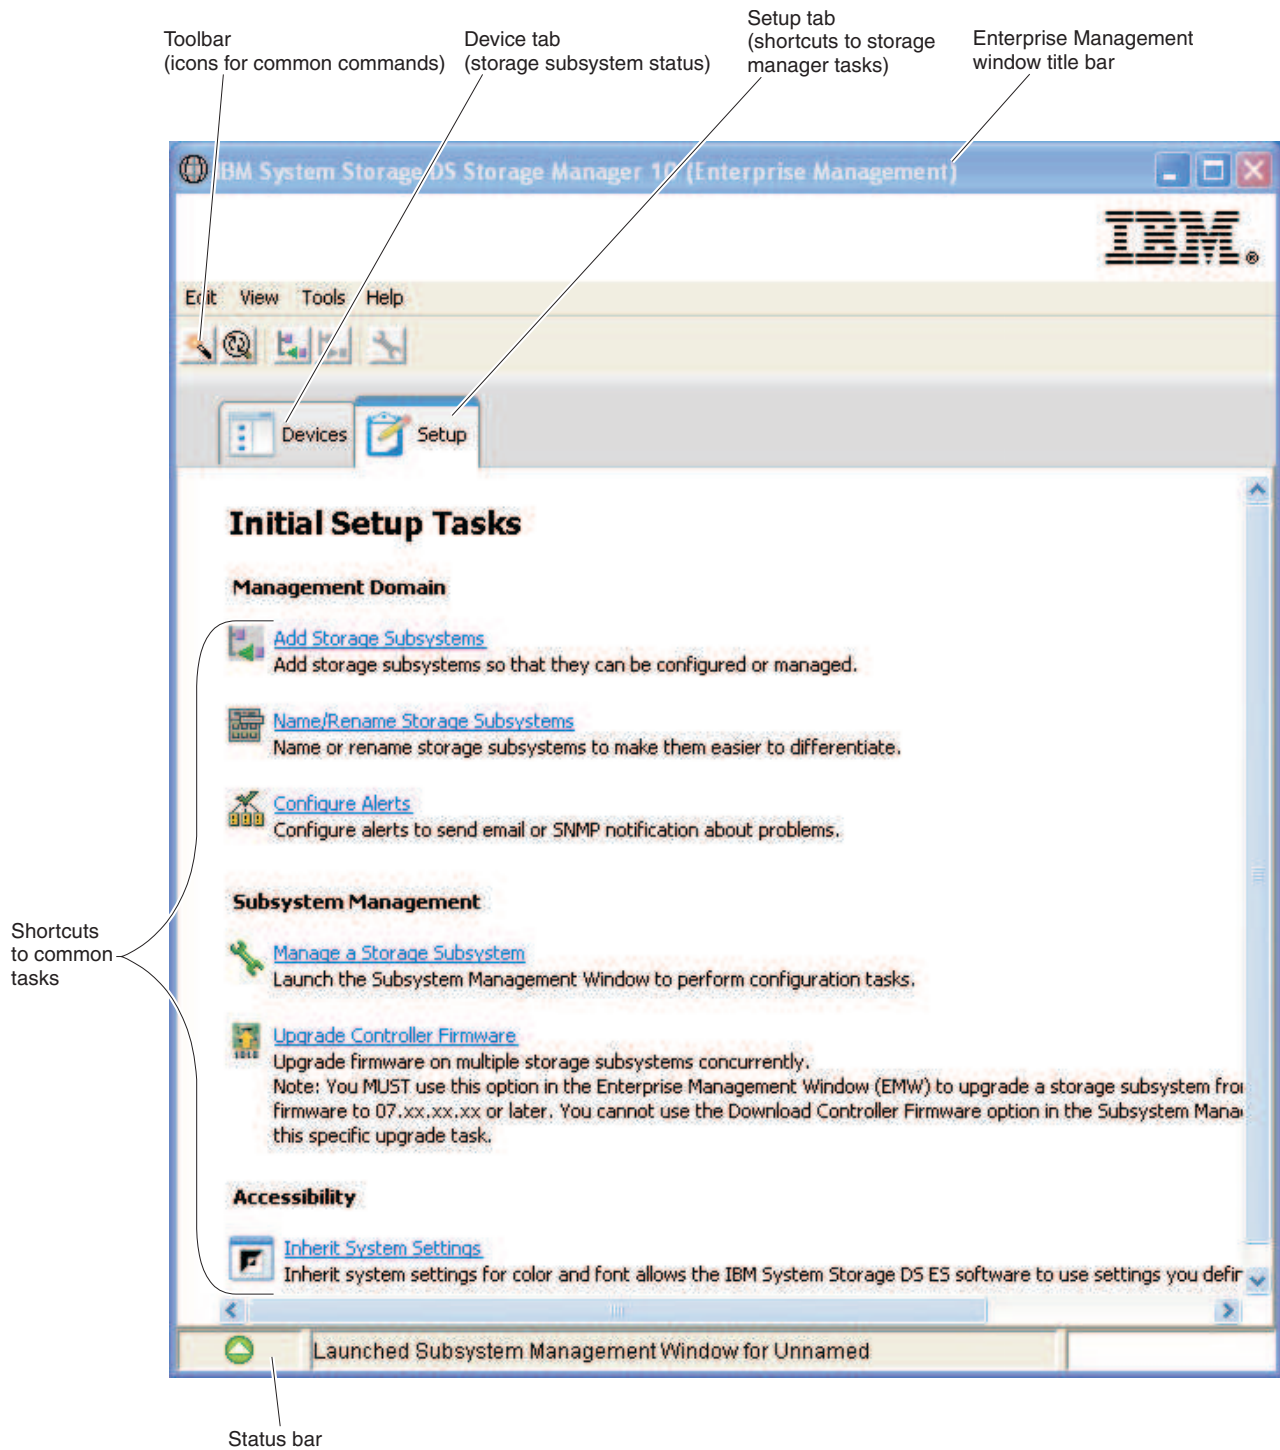 Toolbar
(icons for common commands)
Device tab
(storage subsystem status)
Setup tab
(shortcuts to storage
manager tasks)
Enterprise Management
window title bar
IBM System Storage DS Storage Manager 10 (Enterprise Management)
IBM®
Edit View Tools Help
Devices
Setup
Initial Setup Tasks
Management Domain
Add Storage Subsystems
Add storage subsystems so that they can be configured or managed.
Name/Rename Storage Subsystems
Name or rename storage subsystems to make them easier to differentiate.
Configure Alerts
Configure alerts to send email or SNMP notification about problems.
Subsystem Management
Shortcuts
to common
tasks
Manage a Storage Subsystem
Launch the Subsystem Management Window to perform configuration tasks.
Upgrade Controller Firmware
Upgrade firmware on multiple storage subsystems concurrently.
Note: You MUST use this option in the Enterprise Management Window (EMW) to upgrade a storage subsystem from
firmware to 07.xx.xx.xx or later. You cannot use the Download Controller Firmware option in the Subsystem Mana
this specific upgrade task.
Accessibility
Inherit System Settings
Inherit system settings for color and font allows the IBM System Storage DS ES software to use settings you defin
Launched Subsystem Management Window for Unnamed
Status bar